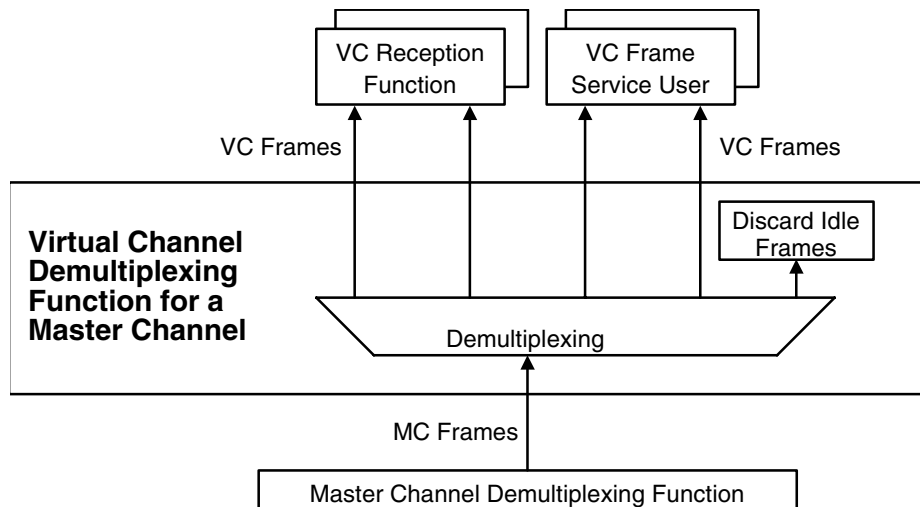 VC Reception
Function
VC Frame
Service User
VC Frames
VC Frames
Discard Idle
Frames
Virtual Channel
Demultiplexing
Function for a
Master Channel
Demultiplexing
MC Frames
Master Channel Demultiplexing Function